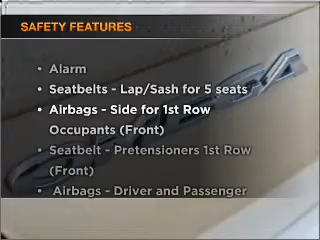 SAFETY FEATURES
• Alarm
• Seatbelts - Lap/Sash for 5 seats
• Airbags - Side for 1st Row
Occupants (Front)
• Seatbelt - Pretensioners 1st Row
(Front)
• Airbags - Driver and Passenger